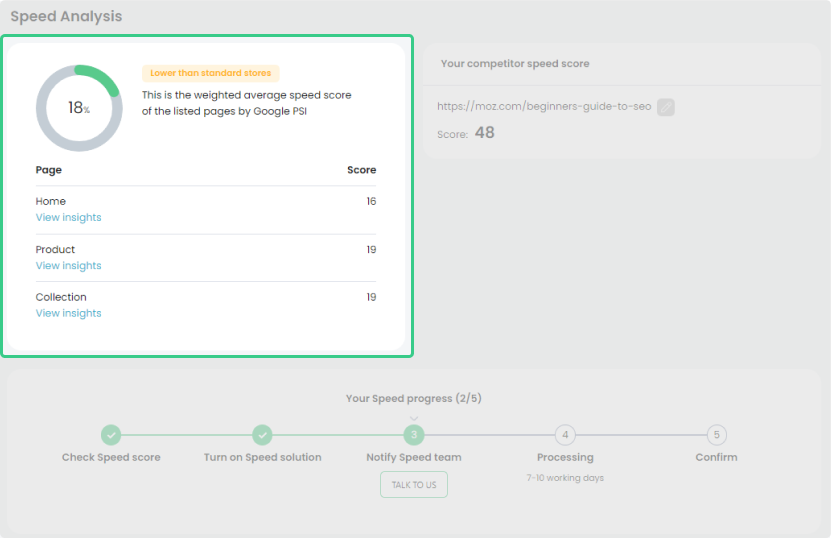 Speed Analysis
18%
Lower than standard stores
This is the weighted average speed score
of the listed pages by Google PSI
Page Score
Home 16
View insights
Product 19
View insights
Collection 19
View insights
Your competitor speed score
https://moz.com/beginners-guide-to-seo
Score: 48
Your Speed progress (2/5)
3 4 5
Check Speed score Turn on Speed solution Notify Speed team Processing Confirm
TALK TO US 7-10 working days